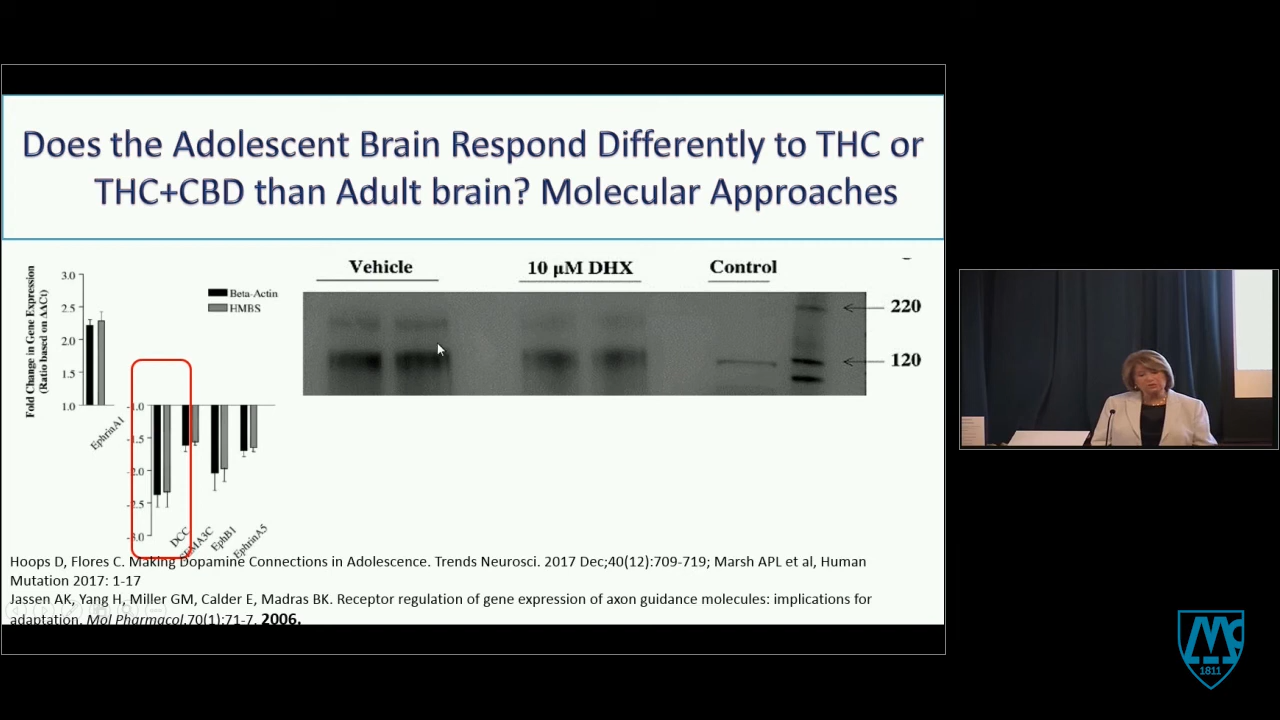 Does the Adolescent Brain Respond Differently to THC or
THC+CBD than Adult brain? Molecular Approaches
Fold Change in Gene Expression
(Ratio based on ΔΔCt)
3.0
2.5
2.0
1.5
1.0
EphrinA1
Beta-Actin
HMBS
-1.0
-1.5
-2.0
-2.5
-3.0
DCC
SEMA3C
EphB1
EphrinA5
Vehicle
10 μM DHX
Control
220
120
Hoops D, Flores C. Making Dopamine Connections in Adolescence. Trends Neurosci. 2017 Dec;40(12):709-719; Marsh APL et al, Human
Mutation 2017: 1-17
Jassen AK, Yang H, Miller GM, Calder E, Madras BK. Receptor regulation of gene expression of axon guidance molecules: implications for
adaptation. Mol Pharmacol.70(1):71-7. 2006.
Mc
1811